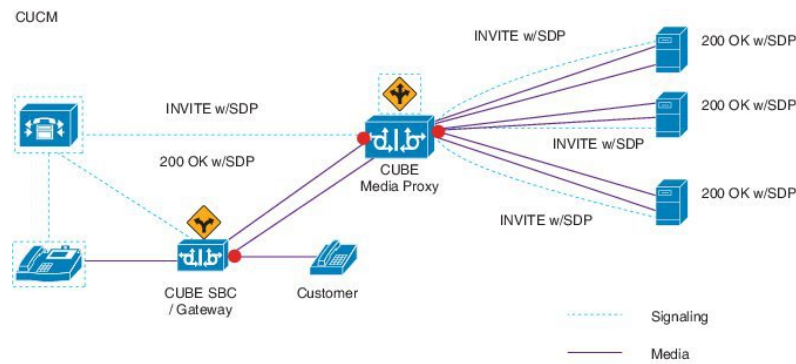 CUCM
INVITE w/SDP
200 OK w/SDP
INVITE w/SDP
200 OK w/SDP
200 OK w/SDP
CUBE
Media Proxy
INVITE w/SDP
200 OK w/SDP
INVITE w/SDP
CUBE SBC
/ Gateway
Customer
Signaling
Media